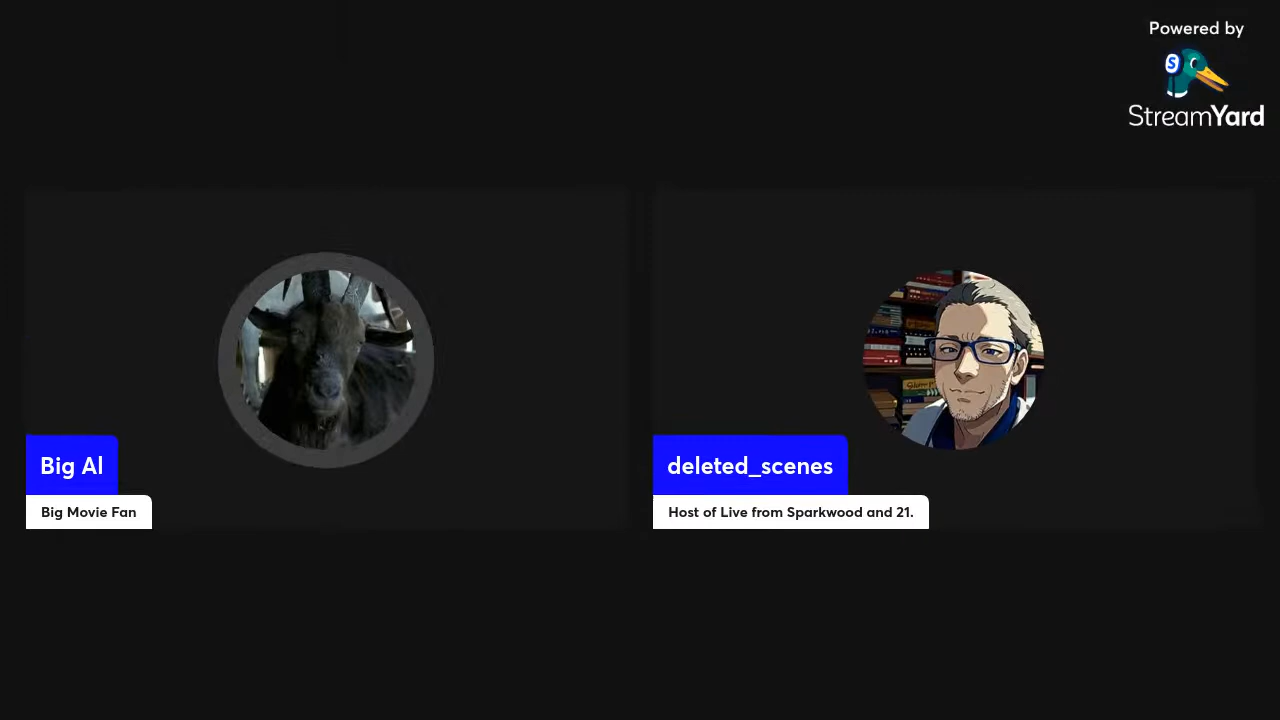 Powered by
S
StreamYard
Big Al
Big Movie Fan
deleted_scenes
Host of Live from Sparkwood and 21.